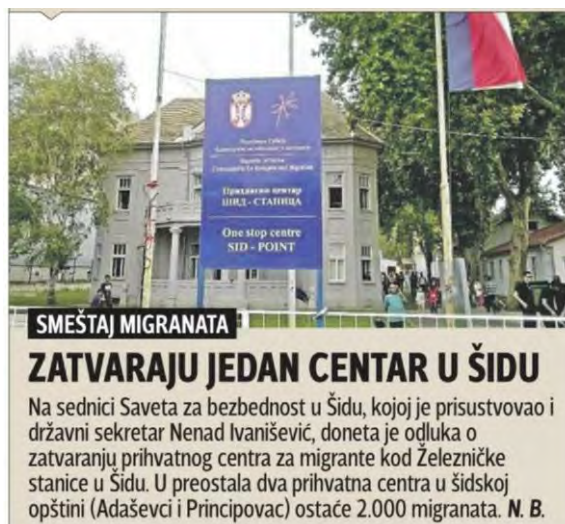 Прихватни центар
ШИД - СТАНИЦА
One stop centre
SID - POINT
SMEŠTAJ MIGRANATA
ZATVARAJU JEDAN CENTAR U ŠIDU
Na sednici Saveta za bezbednost u Šidu, kojoj je prisustvovao i
državni sekretar Nenad Ivanišević, doneta je odluka o
zatvaranju prihvatnog centra za migrante kod Železničke
stanice u Šidu. U preostala dva prihvatna centra u šidskoj
opštini (Adaševci i Principovac) ostaće 2.000 migranata. N. B.